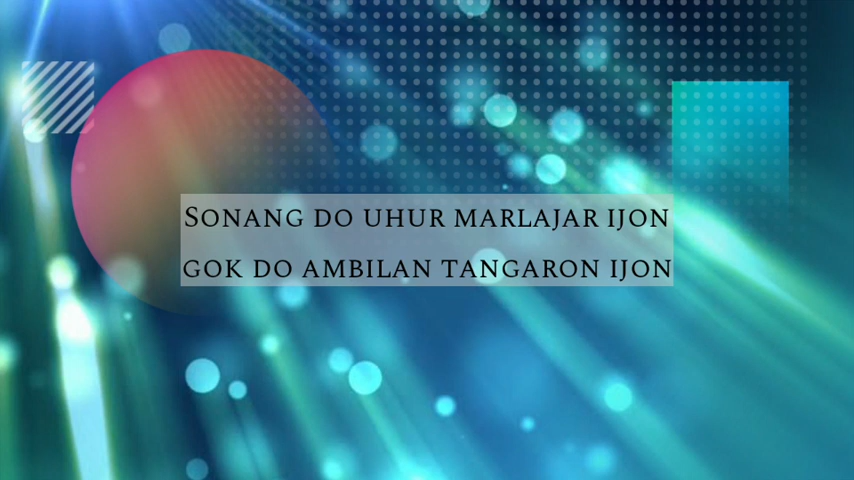 Sonang do uhur marlajar ijon
gok do ambilan tangaron ijon